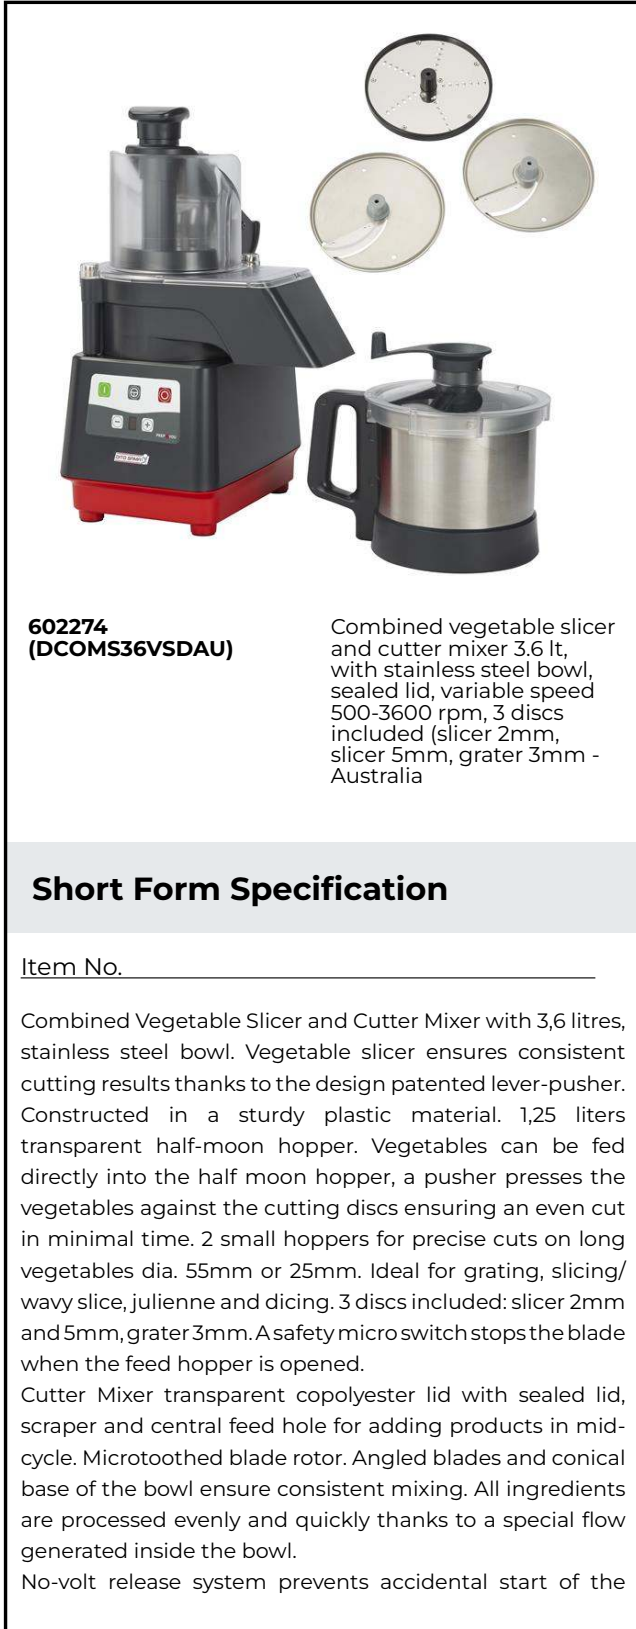 DITO SAMA
602274
(DCOMS36VSDAU)
Combined vegetable slicer
and cutter mixer 3.6 lt,
with stainless steel bowl,
sealed lid, variable speed
500-3600 rpm, 3 discs
included (slicer 2mm,
slicer 5mm, grater 3mm -
Australia
Short Form Specification
Item No.
Combined Vegetable Slicer and Cutter Mixer with 3,6 litres,
stainless steel bowl. Vegetable slicer ensures consistent
cutting results thanks to the design patented lever-pusher.
Constructed in a sturdy plastic material. 1,25 liters
transparent half-moon hopper. Vegetables can be fed
directly into the half moon hopper, a pusher presses the
vegetables against the cutting discs ensuring an even cut
in minimal time. 2 small hoppers for precise cuts on long
vegetables dia. 55mm or 25mm. Ideal for grating, slicing/
wavy slice, julienne and dicing. 3 discs included: slicer 2mm
and 5mm, grater 3mm. A safety micro switch stops the blade
when the feed hopper is opened.
Cutter Mixer transparent copolyester lid with sealed lid,
scraper and central feed hole for adding products in mid-
cycle. Microtoothed blade rotor. Angled blades and conical
base of the bowl ensure consistent mixing. All ingredients
are processed evenly and quickly thanks to a special flow
generated inside the bowl.
No-volt release system prevents accidental start of the